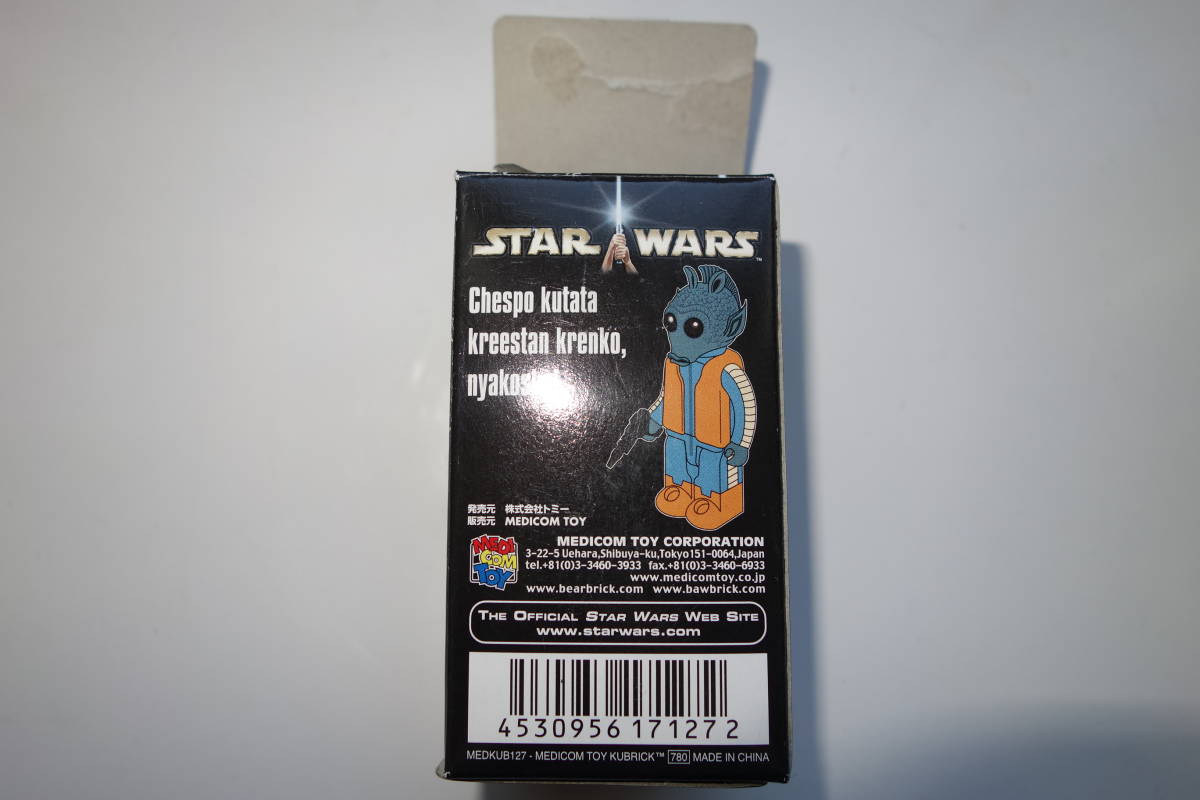 STAR WARS™
Chespo kutata
kreestan krenko,
発売元 株式会社トミー
販売元 MEDICOM TOY
MEDICOM TOY
MEDICOM TOY CORPORATION
3-22-5 Uehara,Shibuya-ku,Tokyo151-0064,Japan
tel.+81(0)3-3460-3933 fax.+81(0)3-3460-6933
www.medicomtoy.co.jp
www.bearbrick.com www.bawbrick.com
THE OFFICIAL STAR WARS WEB SITE
www.starwars.com
4530956 171272
MEDKUB127 - MEDICOM TOY KUBRICK™ 780 MADE IN CHINA